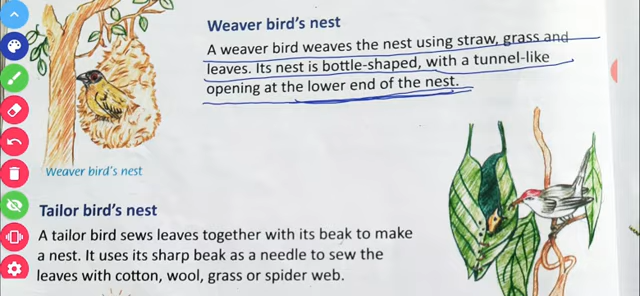 Weaver bird's nest
A weaver bird weaves the nest using straw, grass and
leaves. Its nest is bottle-shaped, with a tunnel-like
opening at the lower end of the nest.
Weaver bird's nest
Tailor bird's nest
A tailor bird sews leaves together with its beak to make
a nest. It uses its sharp beak as a needle to sew the
leaves with cotton, wool, grass or spider web.